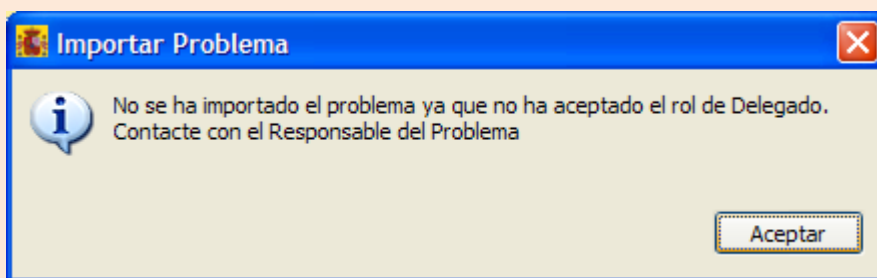 Importar Problema
No se ha importado el problema ya que no ha aceptado el rol de Delegado.
Contacte con el Responsable del Problema
Aceptar